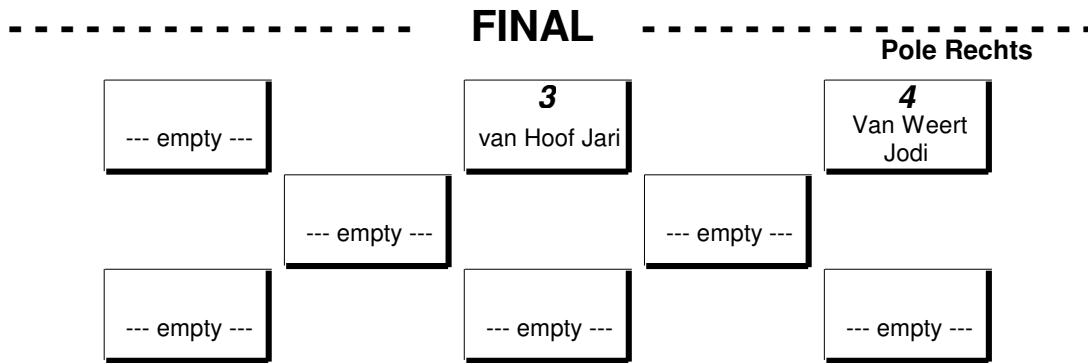 - - - - - - - - - - - - - - - - - FINAL - - - - - - - - - - - - - - - - - - -
Pole Rechts
--- empty --- 3 4
van Hoof Jari Van Weert
Jodi
--- empty --- --- empty ---
--- empty --- --- empty --- --- empty ---